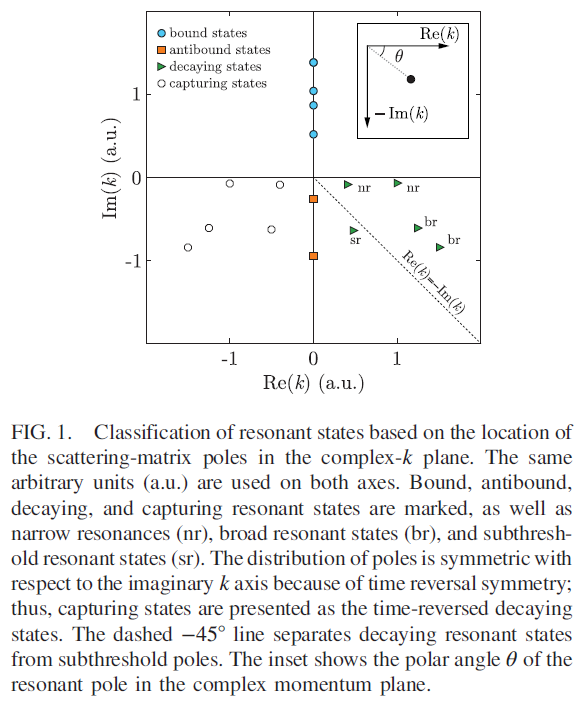 bound states
antibound states
decaying states
capturing states
Re(k)
θ
−Im(k)
1
0
-1
Im(k) (a.u.)
nr
nr
br
sr
br
Re(k)=-Im(k)
-1
0
1
Re(k) (a.u.)
FIG. 1. Classification of resonant states based on the location of
the scattering-matrix poles in the complex-k plane. The same
arbitrary units (a.u.) are used on both axes. Bound, antibound,
decaying, and capturing resonant states are marked, as well as
narrow resonances (nr), broad resonant states (br), and subthresh-
old resonant states (sr). The distribution of poles is symmetric with
respect to the imaginary k axis because of time reversal symmetry;
thus, capturing states are presented as the time-reversed decaying
states. The dashed −45° line separates decaying resonant states
from subthreshold poles. The inset shows the polar angle θ of the
resonant pole in the complex momentum plane.